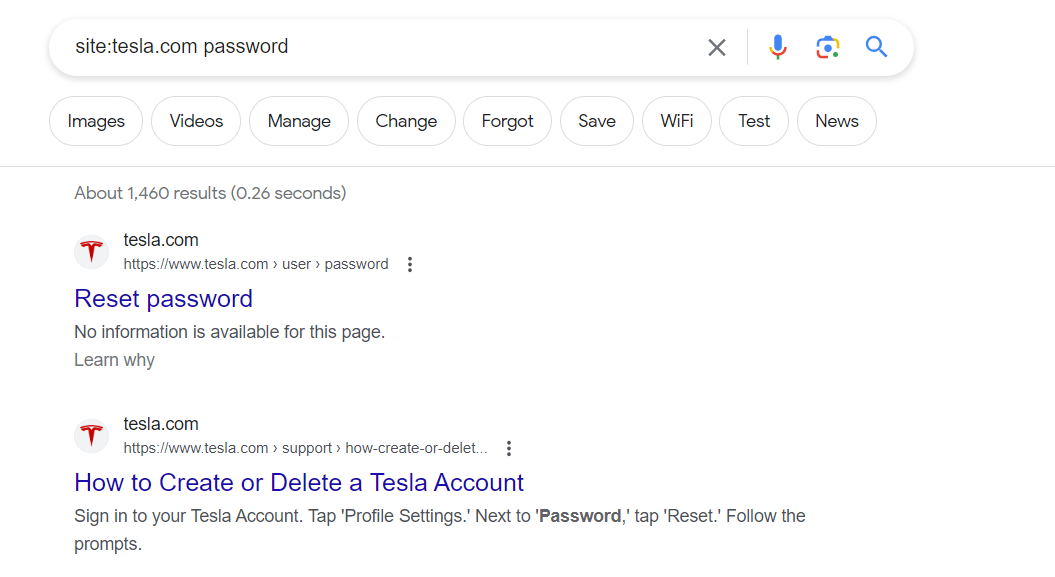 site:tesla.com password
Images Videos Manage Change Forgot Save WiFi Test News
About 1,460 results (0.26 seconds)
tesla.com
https://www.tesla.com › user › password
Reset password
No information is available for this page.
Learn why
tesla.com
https://www.tesla.com › support › how-create-or-delet...
How to Create or Delete a Tesla Account
Sign in to your Tesla Account. Tap 'Profile Settings.' Next to 'Password,' tap 'Reset.' Follow the
prompts.